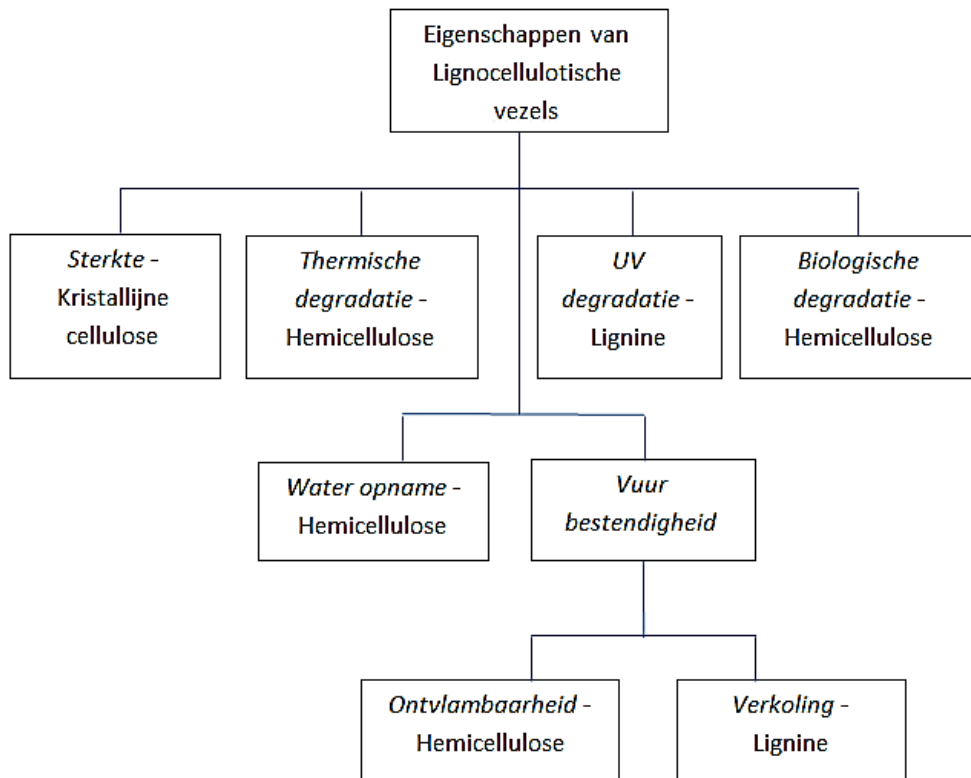 Eigenschappen van
Lignocellulotische
vezels
Sterkte -
Kristallijne
cellulose
Thermische
degradatie -
Hemicellulose
UV
degradatie -
Lignine
Biologische
degradatie -
Hemicellulose
Water opname -
Hemicellulose
Vuur
bestendigheid
Ontvlambaarheid -
Hemicellulose
Verkoling -
Lignine